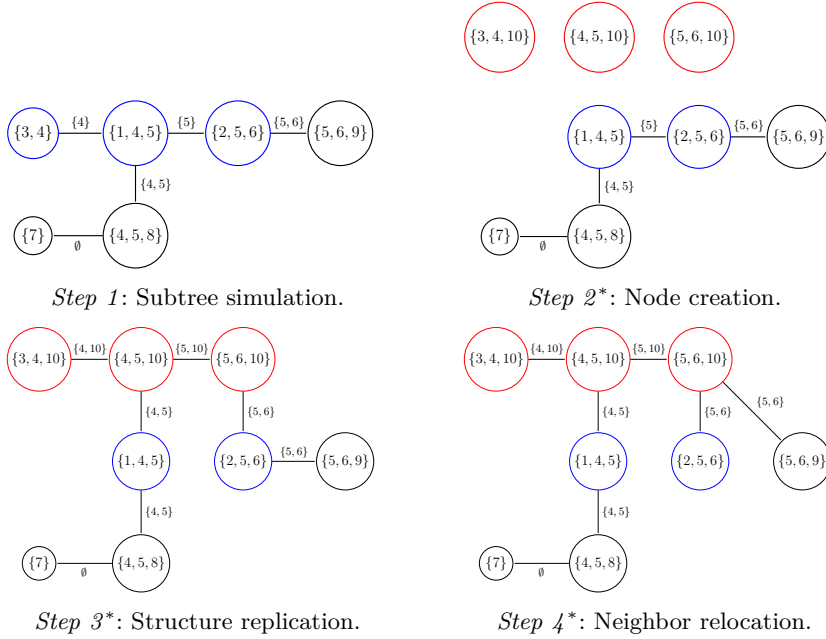 {3, 4, 10} {4, 5, 10} {5, 6, 10}
{3, 4} {4} {1, 4, 5} {5} {2, 5, 6} {5, 6} {5, 6, 9}
{4, 5}
{7} ∅ {4, 5, 8}
Step 1: Subtree simulation.
{1, 4, 5} {5} {2, 5, 6} {5, 6} {5, 6, 9}
{4, 5}
{7} ∅ {4, 5, 8}
Step 2*: Node creation.
{3, 4, 10} {4, 10} {4, 5, 10} {5, 10} {5, 6, 10}
{4, 5} {5, 6}
{1, 4, 5} {2, 5, 6} {5, 6} {5, 6, 9}
{4, 5}
{7} ∅ {4, 5, 8}
Step 3*: Structure replication.
{3, 4, 10} {4, 10} {4, 5, 10} {5, 10} {5, 6, 10}
{4, 5} {5, 6} {5, 6}
{1, 4, 5} {2, 5, 6} {5, 6, 9}
{4, 5}
{7} ∅ {4, 5, 8}
Step 4*: Neighbor relocation.